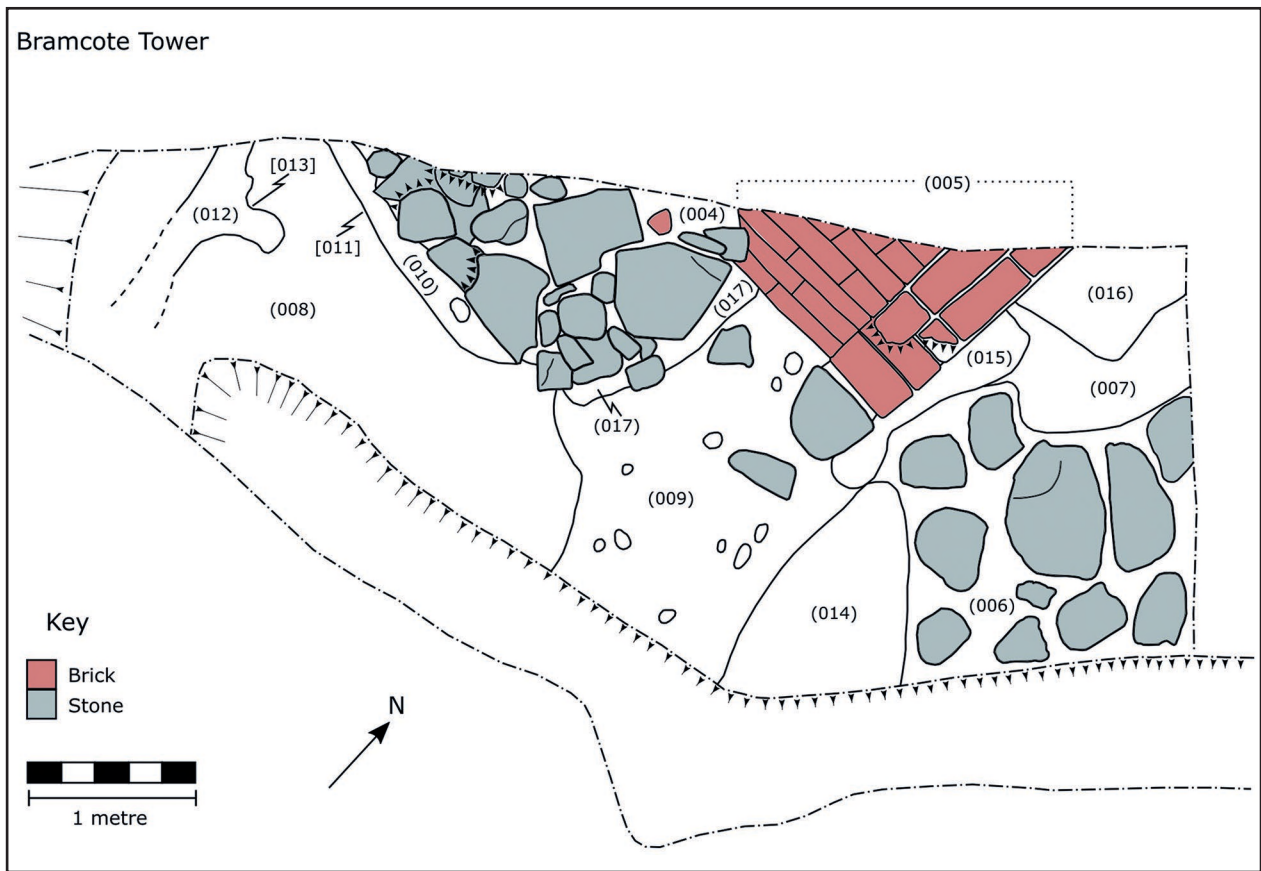 Bramcote Tower
(005)
[013]
(012)
(004)
[011]
(010)
(017)
(016)
(008)
(015)
(007)
(017)
(009)
(014)
(006)
Key
Brick
Stone
N
1 metre